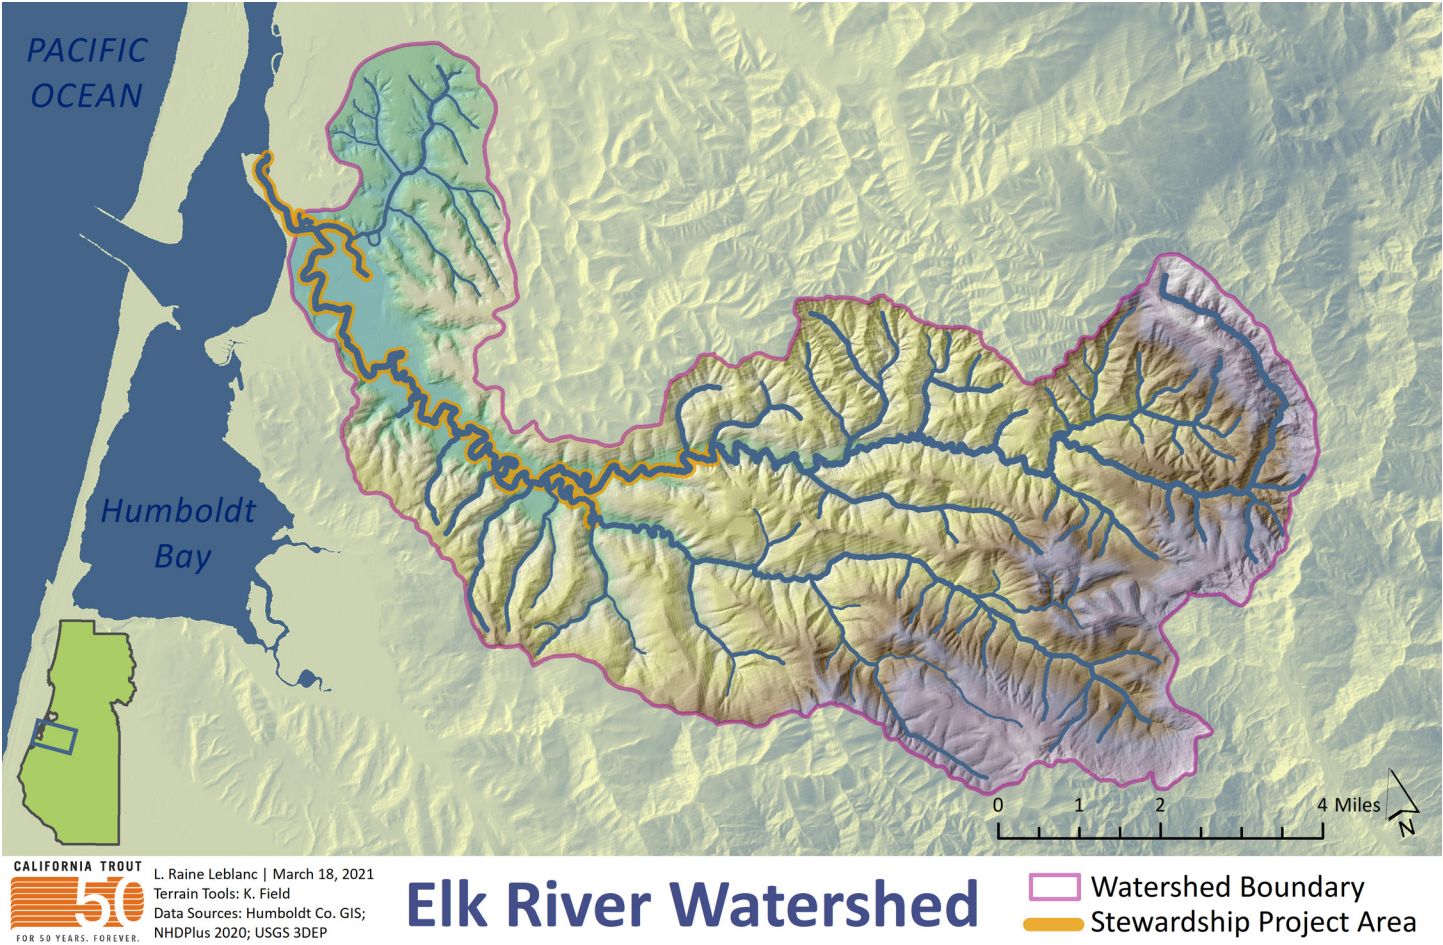 PACIFIC
OCEAN
Humboldt
Bay
0 1 2 4 Miles
N
CALIFORNIA TROUT
50
FOR 50 YEARS. FOREVER.
L. Raine Leblanc | March 18, 2021
Terrain Tools: K. Field
Data Sources: Humboldt Co. GIS;
NHDPlus 2020; USGS 3DEP
Elk River Watershed
Watershed Boundary
Stewardship Project Area